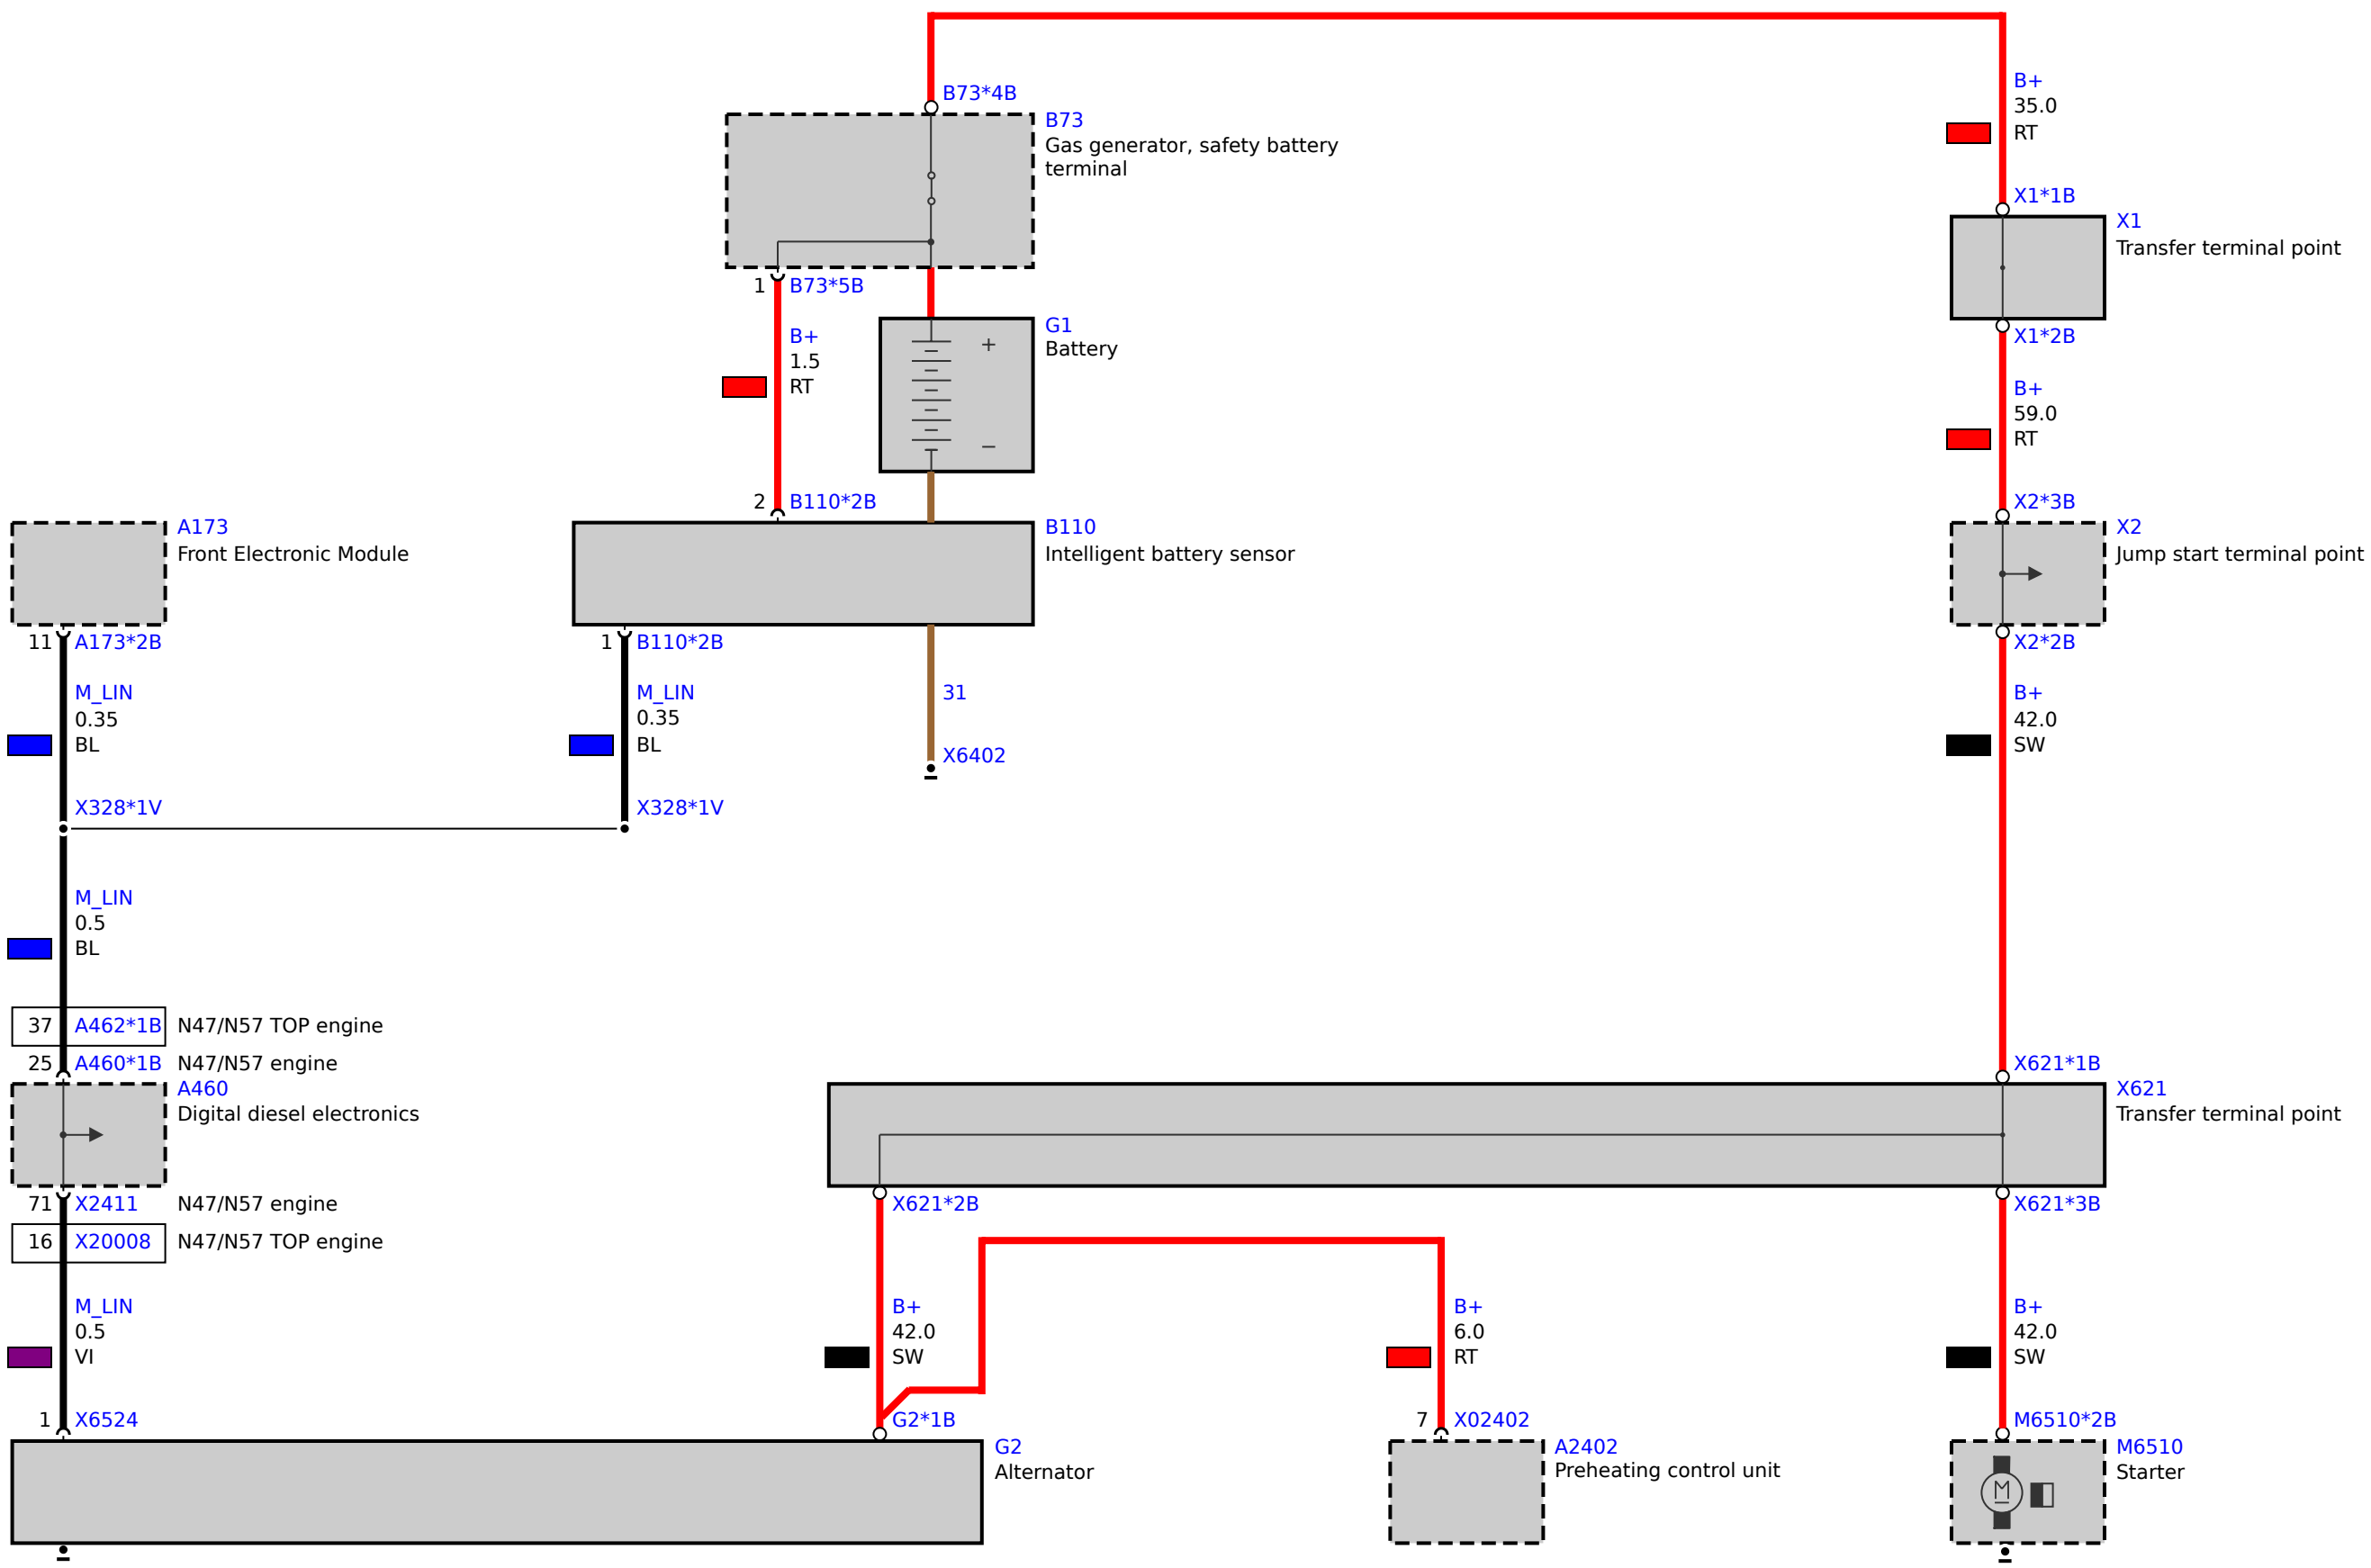 B+
35.0
RT
B73*4B
B73
Gas generator, safety battery
terminal
X1*1B
X1
Transfer terminal point
1 B73*5B
B+
1.5
RT
G1
Battery
+
−
X1*2B
B+
59.0
RT
2 B110*2B
X2*3B
A173
Front Electronic Module
B110
Intelligent battery sensor
X2
Jump start terminal point
11 A173*2B
1 B110*2B
X2*2B
M_LIN
0.35
BL
M_LIN
0.35
BL
31
X6402
B+
42.0
SW
X328*1V
X328*1V
M_LIN
0.5
BL
37 A462*1B N47/N57 TOP engine
25 A460*1B N47/N57 engine
X621*1B
A460
Digital diesel electronics
X621
Transfer terminal point
71 X2411 N47/N57 engine
X621*2B
X621*3B
16 X20008 N47/N57 TOP engine
M_LIN
0.5
VI
B+
42.0
SW
B+
6.0
RT
B+
42.0
SW
1 X6524
G2*1B
7 X02402
M6510*2B
G2
Alternator
A2402
Preheating control unit
M6510
Starter
M